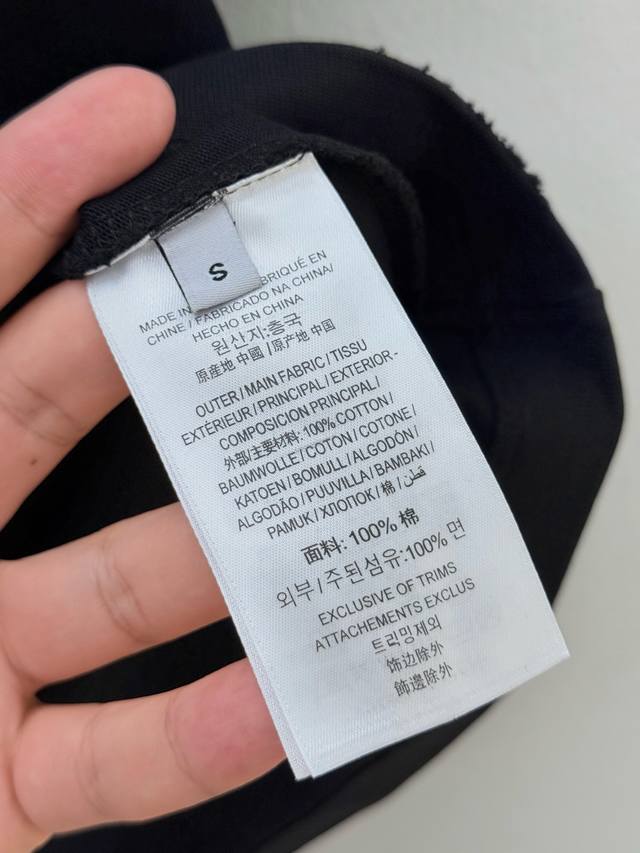 S
MADE IN BRIQUÉ EN
CHINE / FABRICADO NA CHINA/
HECHO EN CHINA
원산지:중국
原産地 中國 / 原产地 中国
OUTER / MAIN FABRIC / TISSU
EXTÉRIEUR / PRINCIPAL / EXTERIOR-
COMPOSICION PRINCIPAL/
外部/主要材料: 100% COTTON/
BAUMWOLLE / COTON / COTONE/
KATOEN / BOMULL / ALGODÓN/
ALGODÃO / PUUVILLA / BAMBAKI/
PAMUK / ХЛОПОК / 棉 / قطن/
面料: 100% 棉
외부 / 주된섬유:100% 면
EXCLUSIVE OF TRIMS
ATTACHEMENTS EXCLUS
트리밍제외
饰边除外
飾邊除外